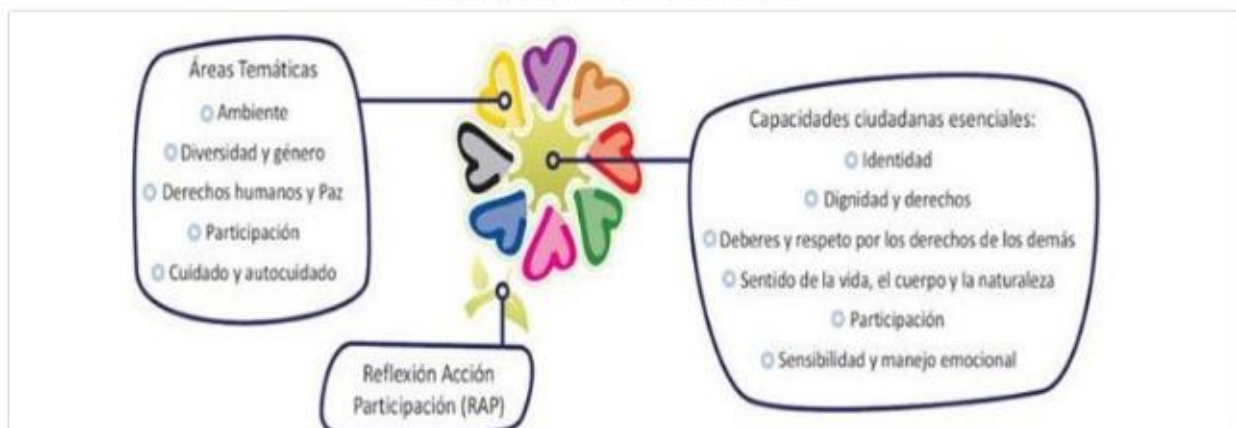 Áreas Temáticas
Ambiente
Diversidad y género
Derechos humanos y Paz
Participación
Cuidado y autocuidado
Capacidades ciudadanas esenciales:
Identidad
Dignidad y derechos
Deberes y respeto por los derechos de los demás
Sentido de la vida, el cuerpo y la naturaleza
Participación
Sensibilidad y manejo emocional
Reflexión Acción
Participación (RAP)